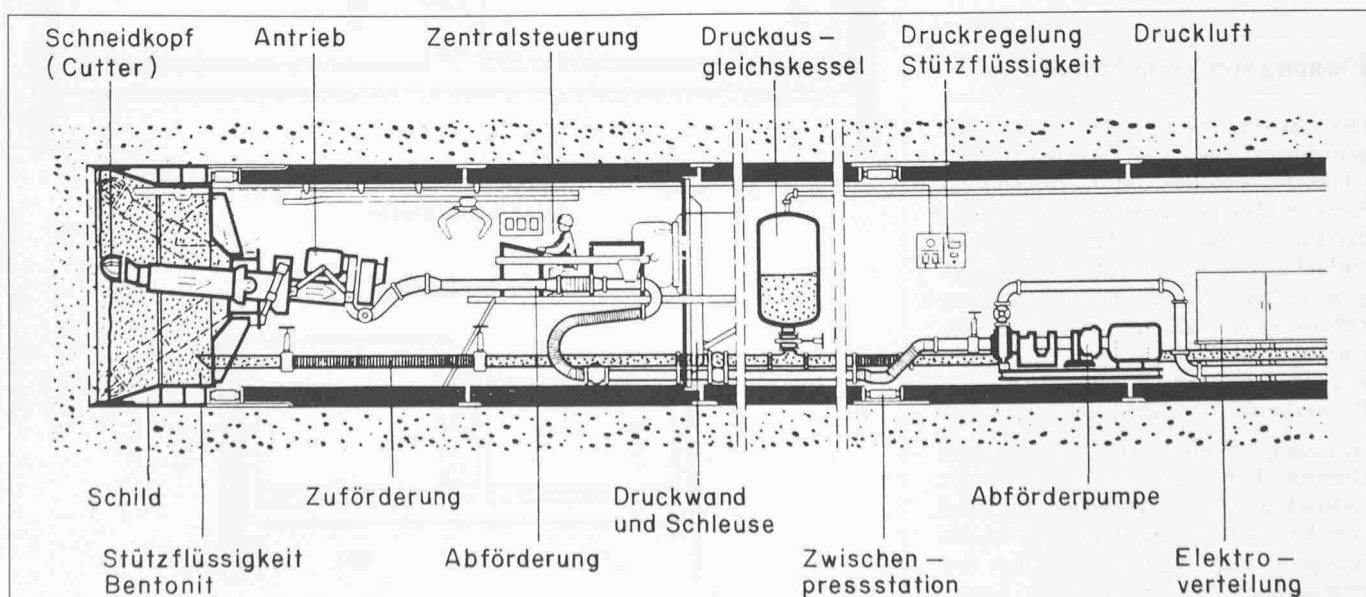 Schneidkopf
(Cutter)
Antrieb
Zentralsteuerung
Druckaus –
gleichskessel
Druckregelung
Stützflüssigkeit
Druckluft
Schild
Zuförderung
Druckwand
und Schleuse
Abförderpumpe
Stützflüssigkeit
Bentonit
Abförderung
Zwischen –
pressstation
Elektro –
verteilung